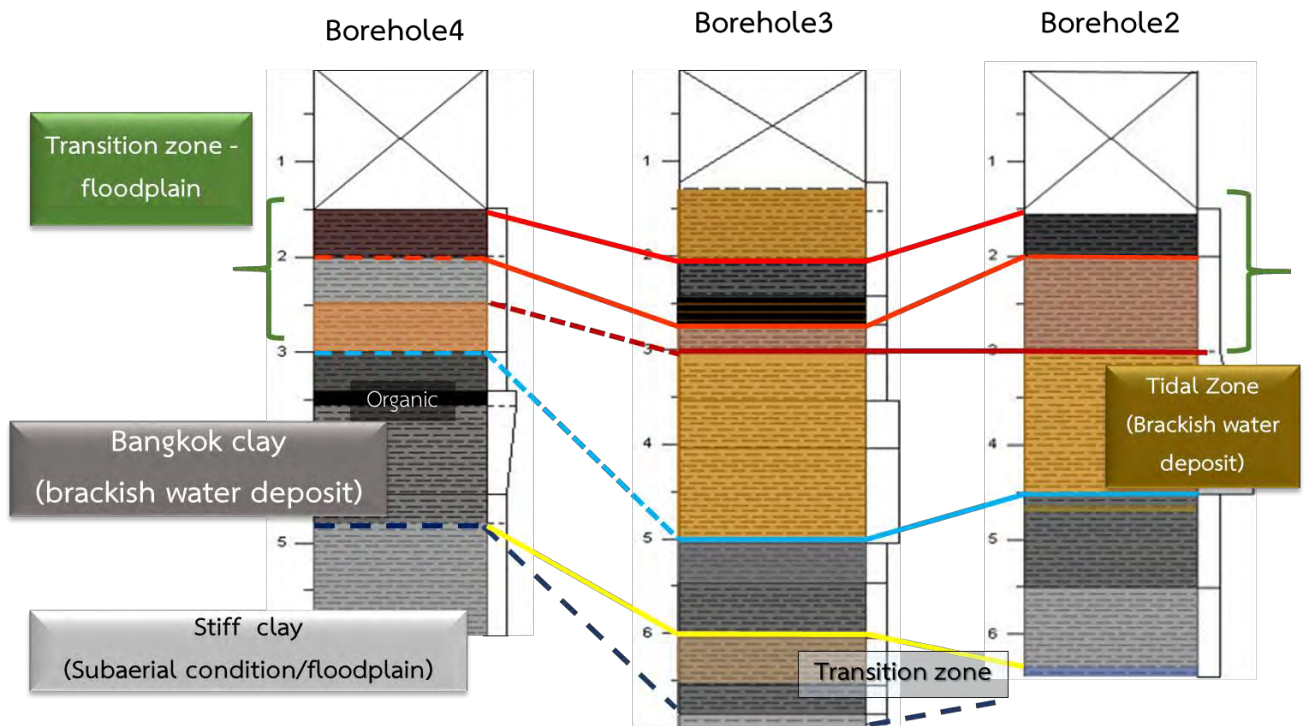 Borehole4
Borehole3
Borehole2
Transition zone -
floodplain
1
2
3
5
1
2
3
4
5
6
1
2
3
4
5
6
Organic
Bangkok clay
(brackish water deposit)
Tidal Zone
(Brackish water
deposit)
Stiff clay
(Subaerial condition/floodplain)
Transition zone